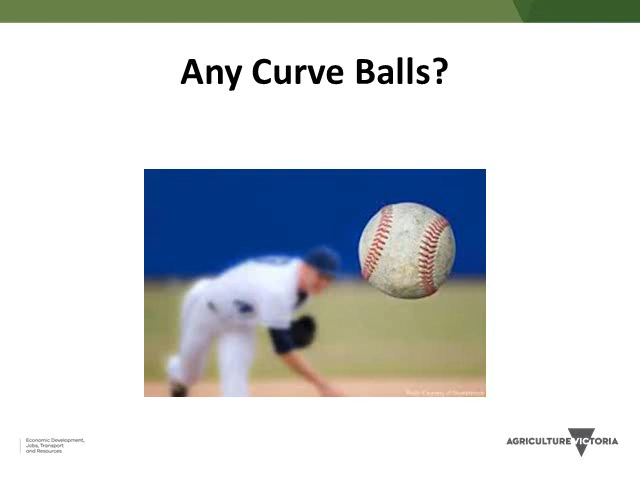 Any Curve Balls?
Economic Development,
Jobs, Transport
and Resources
AGRICULTURE VICTORIA